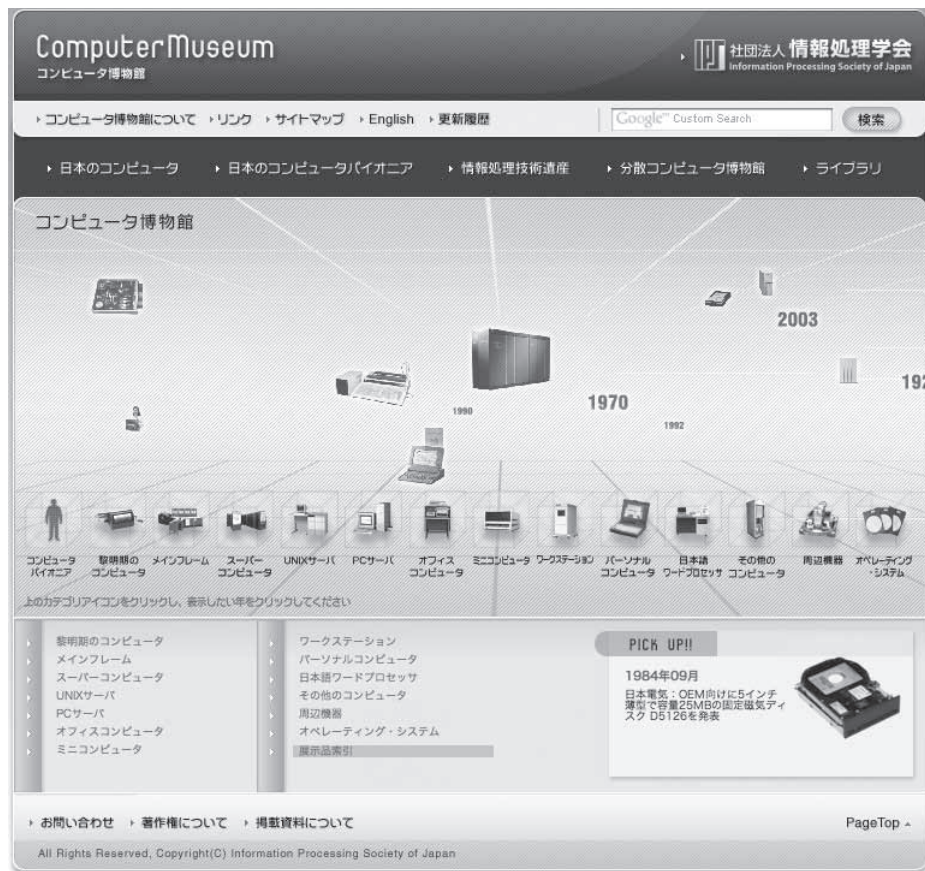 ComputerMuseum
コンピュータ博物館
社団法人 情報処理学会
Information Processing Society of Japan
コンピュータ博物館について リンク サイトマップ English 更新履歴
Google™ Custom Search 検索
日本のコンピュータ 日本のコンピュータパイオニア 情報処理技術遺産 分散コンピュータ博物館 ライブラリ
コンピュータ博物館
2003
192
1970
1990
1992
コンピュータ
パイオニア
黎明期の
コンピュータ
メインフレーム
スーパー
コンピュータ
UNIXサーバ
PCサーバ
オフィス
コンピュータ
ミニコンピュータ
ワークステーション
パーソナル
コンピュータ
日本語
ワードプロセッサ
その他の
コンピュータ
周辺機器
オペレーティング
・システム
上のカテゴリアイコンをクリックし、表示したい年をクリックしてください
黎明期のコンピュータ
メインフレーム
スーパーコンピュータ
UNIXサーバ
PCサーバ
オフィスコンピュータ
ミニコンピュータ
ワークステーション
パーソナルコンピュータ
日本語ワードプロセッサ
その他のコンピュータ
周辺機器
オペレーティング・システム
展示品索引
PICK UP!!
1984年09月
日本電気：OEM向けに5インチ
薄型で容量25MBの固定磁気ディ
スク D5126を発表
お問い合わせ 著作権について 掲載資料について
PageTop
All Rights Reserved, Copyright(C) Information Processing Society of Japan